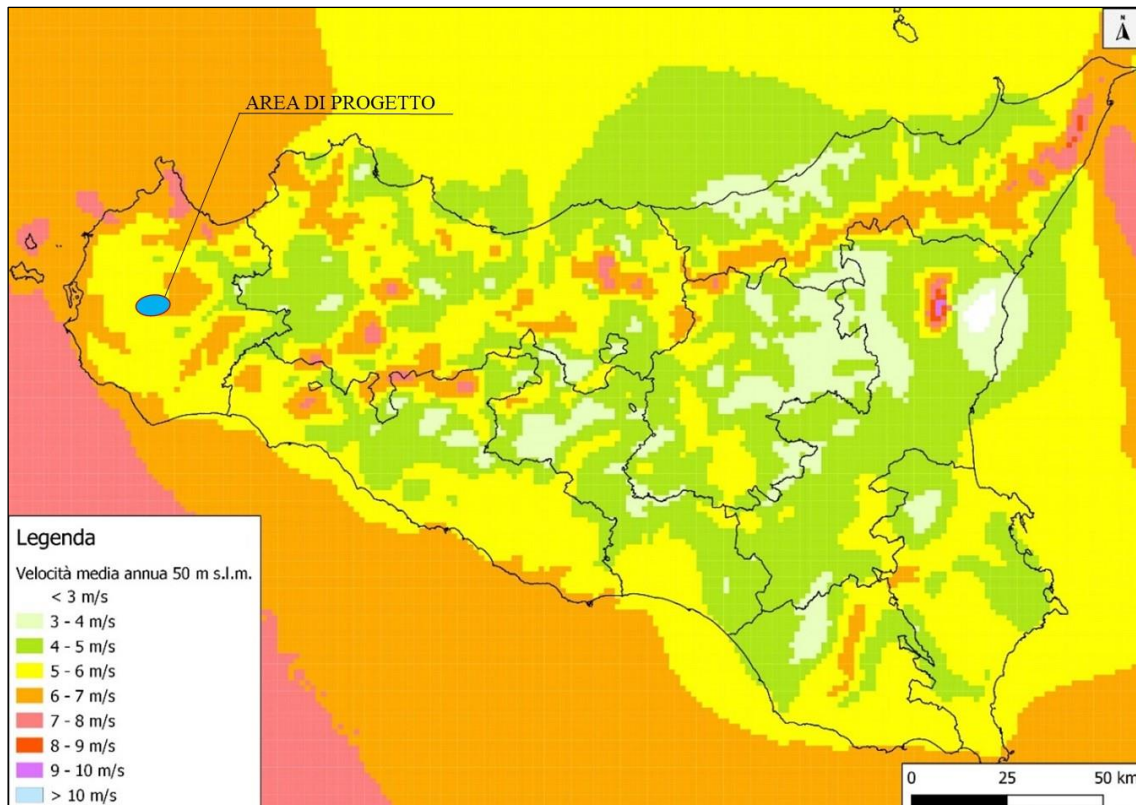 N
AREA DI PROGETTO
Legenda
Velocità media annua 50 m s.l.m.
< 3 m/s
3 - 4 m/s
4 - 5 m/s
5 - 6 m/s
6 - 7 m/s
7 - 8 m/s
8 - 9 m/s
9 - 10 m/s
> 10 m/s
0 25 50 km